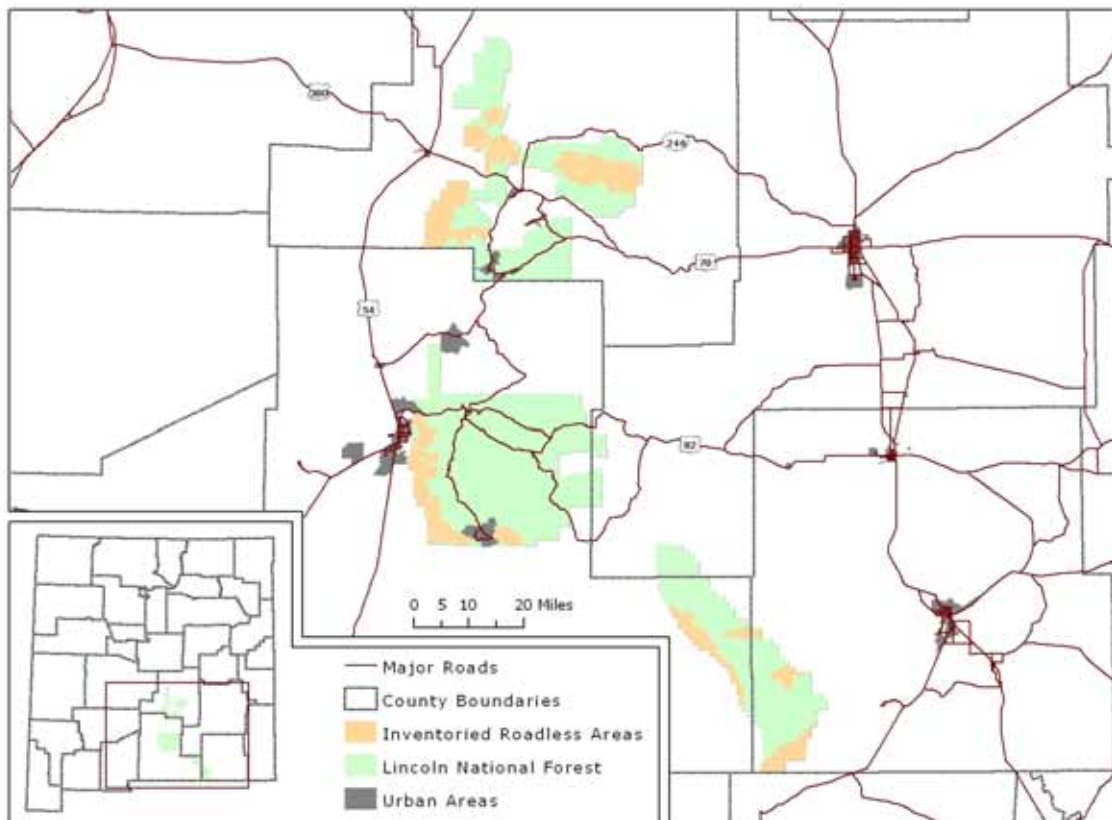 380
246
70
54
82
0 5 10 20 Miles
Major Roads
County Boundaries
Inventoried Roadless Areas
Lincoln National Forest
Urban Areas